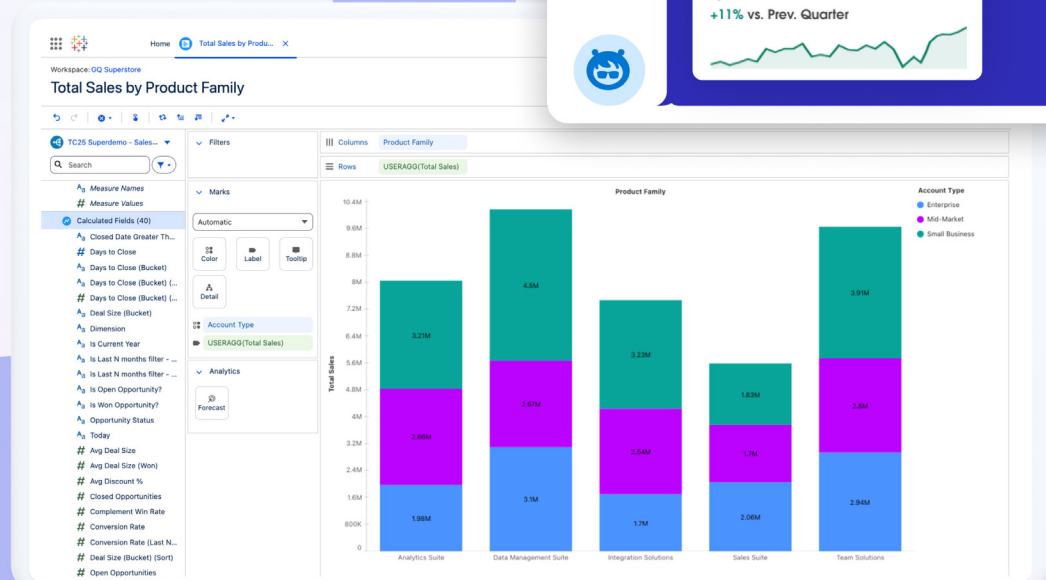 +11% vs. Prev. Quarter
Home
Total Sales by Produ...
Workspace: GQ Superstore
Total Sales by Product Family
TC25 Superdemo - Sales...
Search
Measure Names
Measure Values
Calculated Fields (40)
Closed Date Greater Th...
Days to Close
Days to Close (Bucket)
Days to Close (Bucket) (...
Days to Close (Bucket) (...
Deal Size (Bucket)
Dimension
Is Current Year
Is Last N months filter - ...
Is Last N months filter - ...
Is Open Opportunity?
Is Won Opportunity?
Opportunity Status
Today
Avg Deal Size
Avg Deal Size (Won)
Avg Discount %
Closed Opportunities
Complement Win Rate
Conversion Rate
Conversion Rate (Last N...
Deal Size (Bucket) (Sort)
Open Opportunities
Filters
Marks
Automatic
Color
Label
Tooltip
Detail
Account Type
USERAGG(Total Sales)
Analytics
Forecast
Columns
Product Family
Rows
USERAGG(Total Sales)
Product Family
Total Sales
10.4M
9.6M
8.8M
8M
7.2M
6.4M
5.6M
4.8M
4M
3.2M
2.4M
1.6M
800K
0
3.21M
2.86M
1.98M
4.5M
2.57M
3.1M
3.23M
2.54M
1.7M
1.83M
1.7M
2.06M
3.91M
2.8M
2.94M
Analytics Suite
Data Management Suite
Integration Solutions
Sales Suite
Team Solutions
Account Type
Enterprise
Mid-Market
Small Business